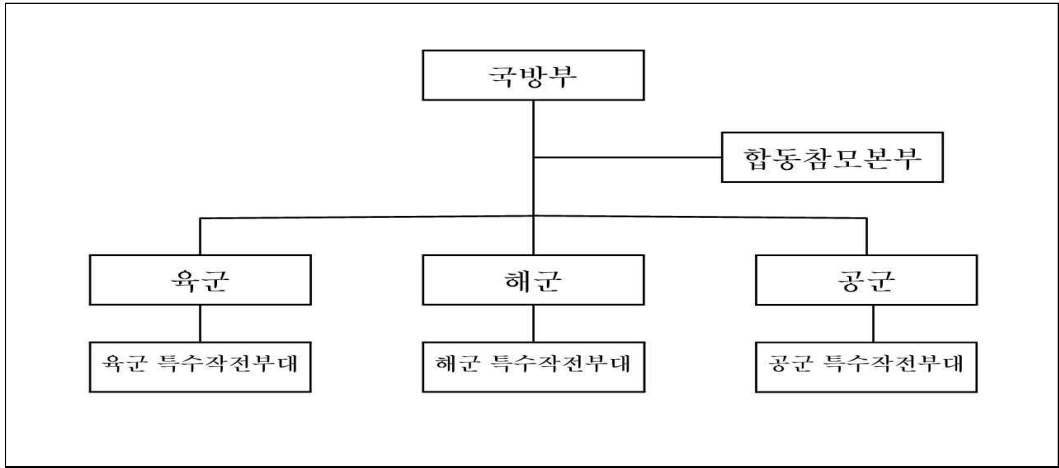 국방부
합동참모본부
육군
해군
공군
육군 특수작전부대
해군 특수작전부대
공군 특수작전부대